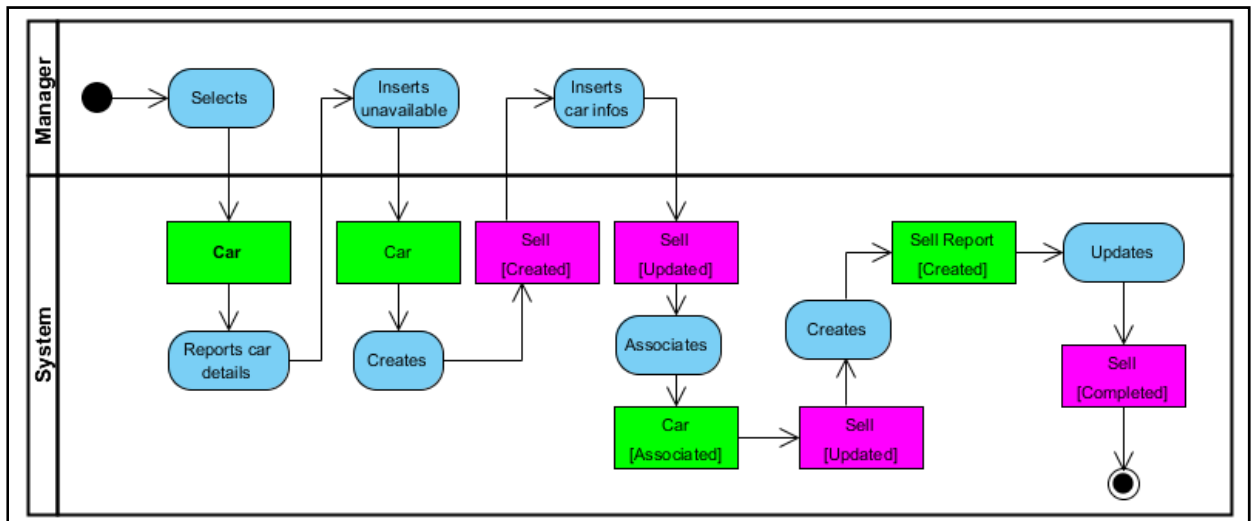 Manager
Selects
Inserts
unavailable
Inserts
car infos
System
Car
Reports car
details
Car
Creates
Sell
[Created]
Sell
[Updated]
Associates
Car
[Associated]
Sell
[Updated]
Creates
Sell Report
[Created]
Updates
Sell
[Completed]